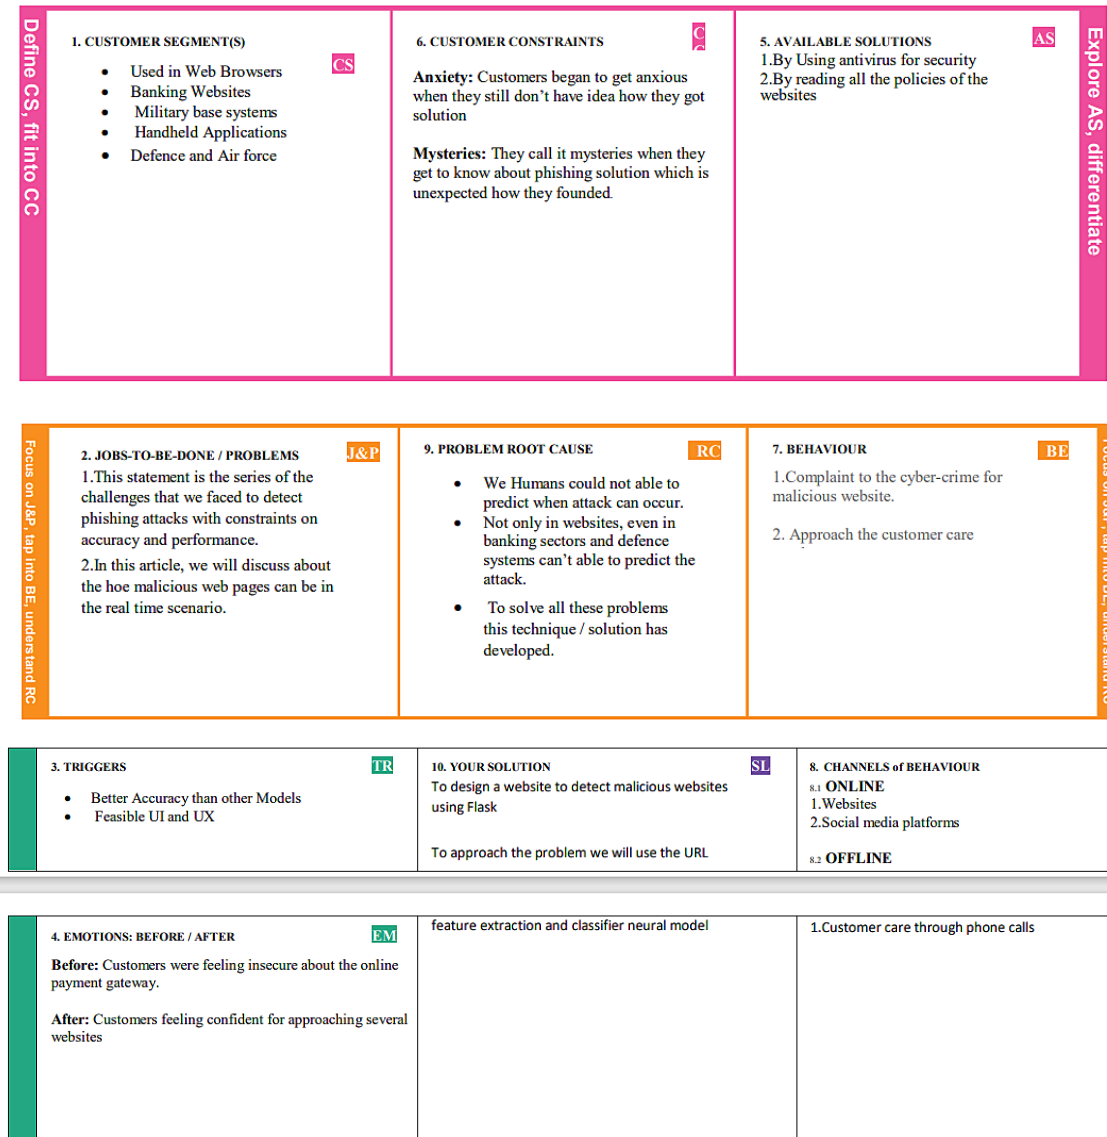 Define CS, fit into CC
1. CUSTOMER SEGMENT(S)
CS
• Used in Web Browsers
• Banking Websites
• Military base systems
• Handheld Applications
• Defence and Air force
6. CUSTOMER CONSTRAINTS
C
Anxiety: Customers began to get anxious
when they still don't have idea how they got
solution
Mysteries: They call it mysteries when they
get to know about phishing solution which is
unexpected how they founded.
5. AVAILABLE SOLUTIONS
AS
1.By Using antivirus for security
2.By reading all the policies of the
websites
Explore AS, differentiate
Focus on J&P, tap into BE, understand RC
2. JOBS-TO-BE-DONE / PROBLEMS
J&P
1.This statement is the series of the
challenges that we faced to detect
phishing attacks with constraints on
accuracy and performance.
2.In this article, we will discuss about
the hoe malicious web pages can be in
the real time scenario.
9. PROBLEM ROOT CAUSE
RC
• We Humans could not able to
predict when attack can occur.
• Not only in websites, even in
banking sectors and defence
systems can't able to predict the
attack.
• To solve all these problems
this technique / solution has
developed.
7. BEHAVIOUR
BE
1.Complaint to the cyber-crime for
malicious website.
2. Approach the customer care
3. TRIGGERS
TR
• Better Accuracy than other Models
• Feasible UI and UX
10. YOUR SOLUTION
SL
To design a website to detect malicious websites
using Flask
To approach the problem we will use the URL
8. CHANNELS of BEHAVIOUR
8.1 ONLINE
1.Websites
2.Social media platforms
8.2 OFFLINE
4. EMOTIONS: BEFORE / AFTER
EM
Before: Customers were feeling insecure about the online
payment gateway.
After: Customers feeling confident for approaching several
websites
feature extraction and classifier neural model
1.Customer care through phone calls